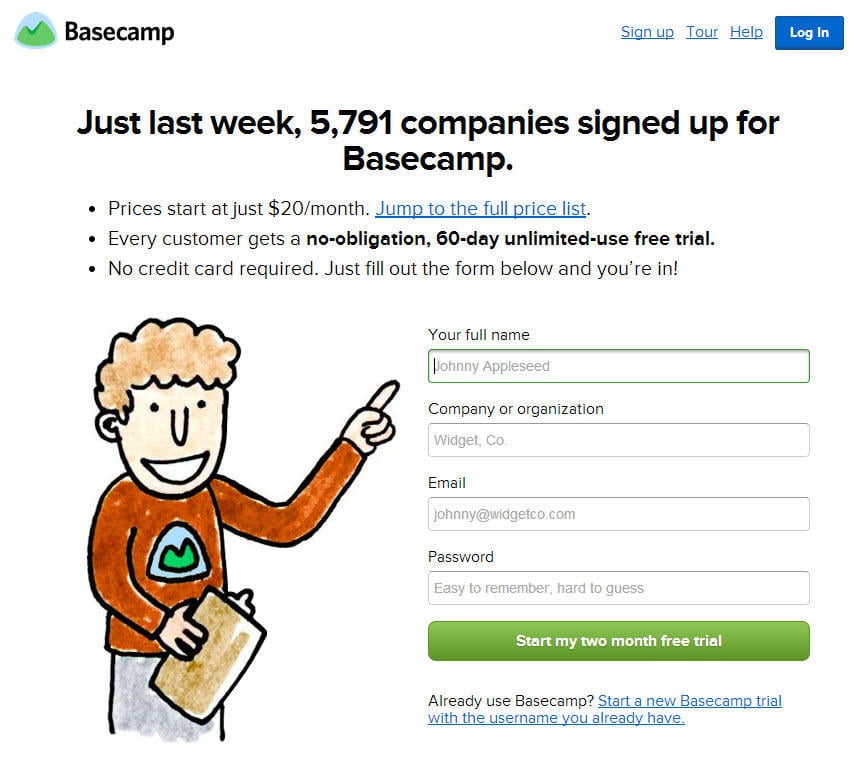 Basecamp
Sign up Tour Help Log In
Just last week, 5,791 companies signed up for
Basecamp.
• Prices start at just $20/month. Jump to the full price list.
• Every customer gets a no-obligation, 60-day unlimited-use free trial.
• No credit card required. Just fill out the form below and you’re in!
Your full name
Johnny Appleseed
Company or organization
Widget, Co.
Email
johnny@widgetco.com
Password
Easy to remember, hard to guess
Start my two month free trial
Already use Basecamp? Start a new Basecamp trial
with the username you already have.